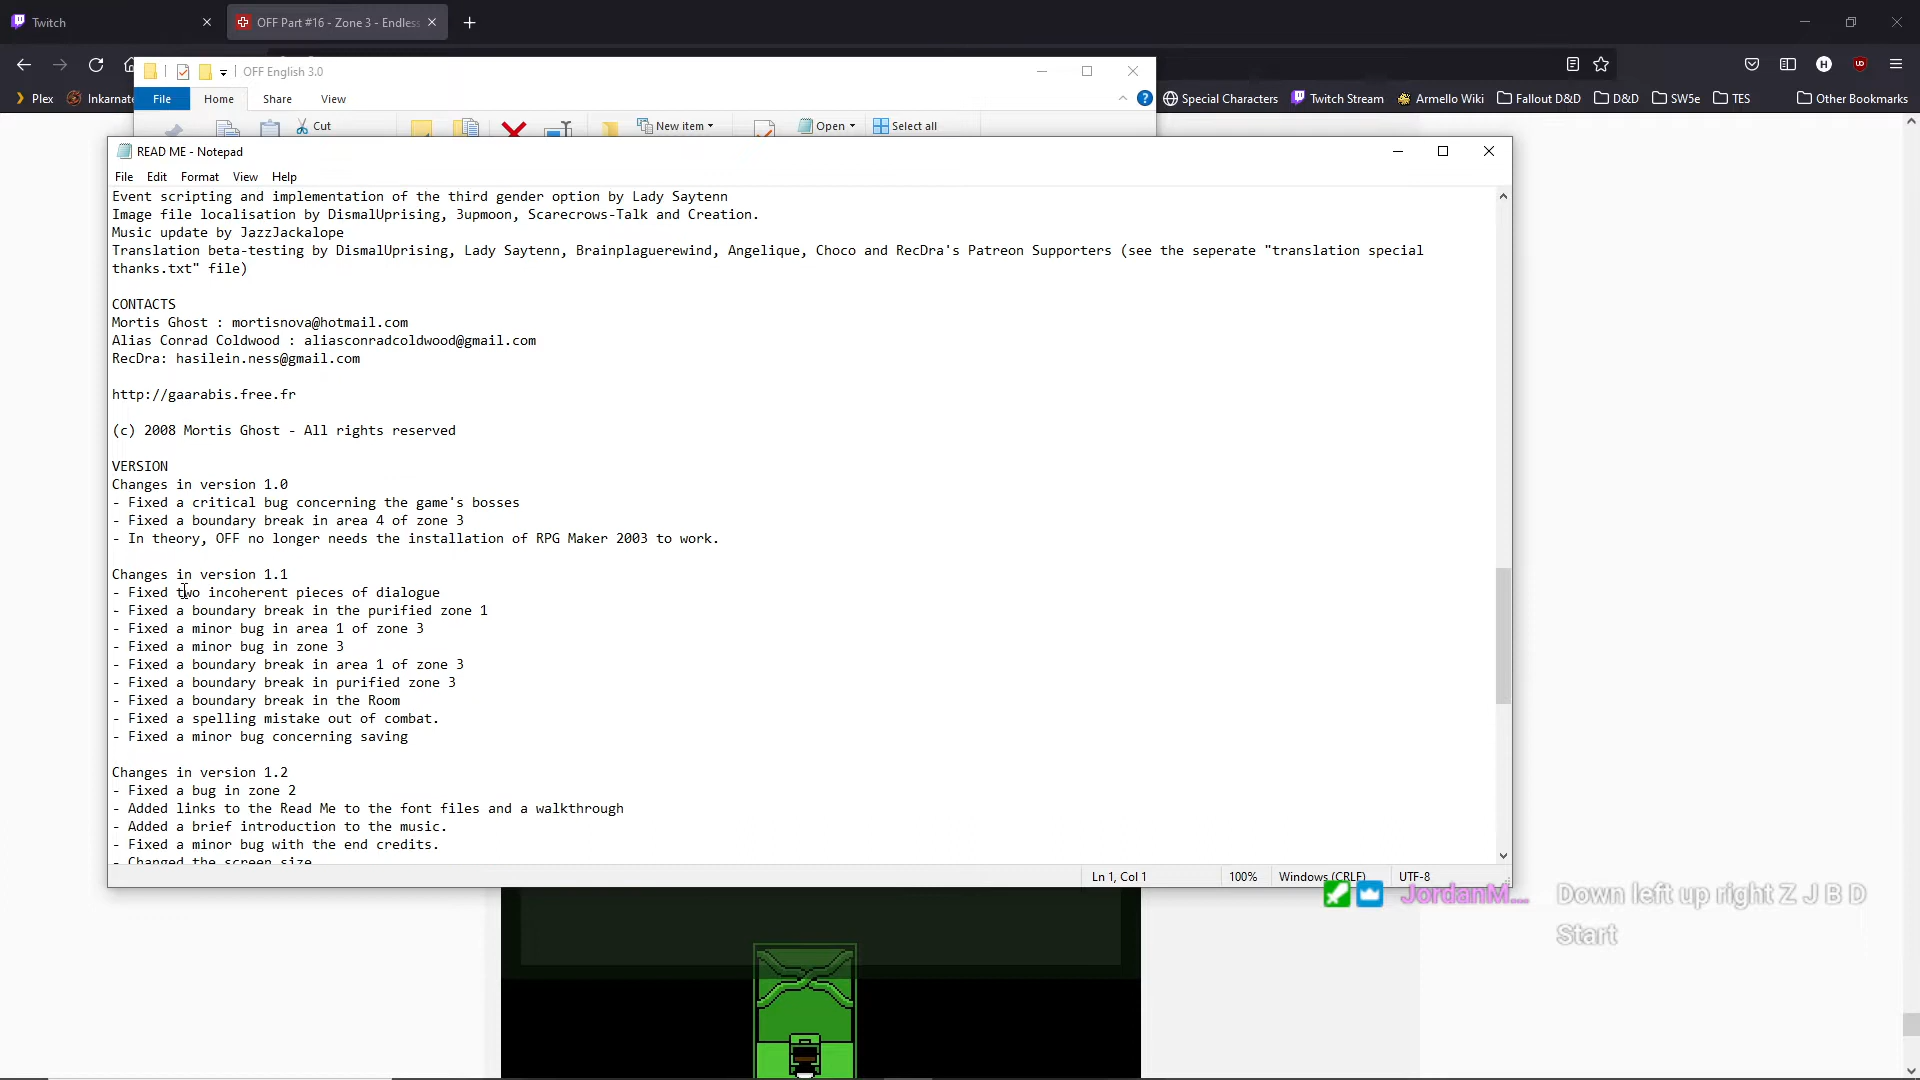 Twitch
OFF Part #16 - Zone 3 - Endles
OFF English 3.0
Plex
Inkarnat
Special Characters
Twitch Stream
Armello Wiki
Fallout D&D
D&D
SW5e
TES
Other Bookmarks
File
Home
Share
View
Cut
New item
Open
Select all
READ ME - Notepad
File Edit Format View Help
Event scripting and implementation of the third gender option by Lady Saytenn
Image file localisation by DismalUprising, 3upmoon, Scarecrows-Talk and Creation.
Music update by JazzJackalope
Translation beta-testing by DismalUprising, Lady Saytenn, Brainplaguerewind, Angelique, Choco and RecDra's Patreon Supporters (see the seperate "translation special
thanks.txt" file)
CONTACTS
Mortis Ghost : mortisnova@hotmail.com
Alias Conrad Coldwood : aliasconradcoldwood@gmail.com
RecDra: hasilein.ness@gmail.com
http://gaarabis.free.fr
(c) 2008 Mortis Ghost - All rights reserved
VERSION
Changes in version 1.0
- Fixed a critical bug concerning the game's bosses
- Fixed a boundary break in area 4 of zone 3
- In theory, OFF no longer needs the installation of RPG Maker 2003 to work.
Changes in version 1.1
- Fixed two incoherent pieces of dialogue
- Fixed a boundary break in the purified zone 1
- Fixed a minor bug in area 1 of zone 3
- Fixed a minor bug in zone 3
- Fixed a boundary break in area 1 of zone 3
- Fixed a boundary break in purified zone 3
- Fixed a boundary break in the Room
- Fixed a spelling mistake out of combat.
- Fixed a minor bug concerning saving
Changes in version 1.2
- Fixed a bug in zone 2
- Added links to the Read Me to the font files and a walkthrough
- Added a brief introduction to the music.
- Fixed a minor bug with the end credits.
- Changed the screen size
Ln 1, Col 1
100%
Windows (CRLF)
UTF-8
JordanM... Down left up right Z J B D
Start